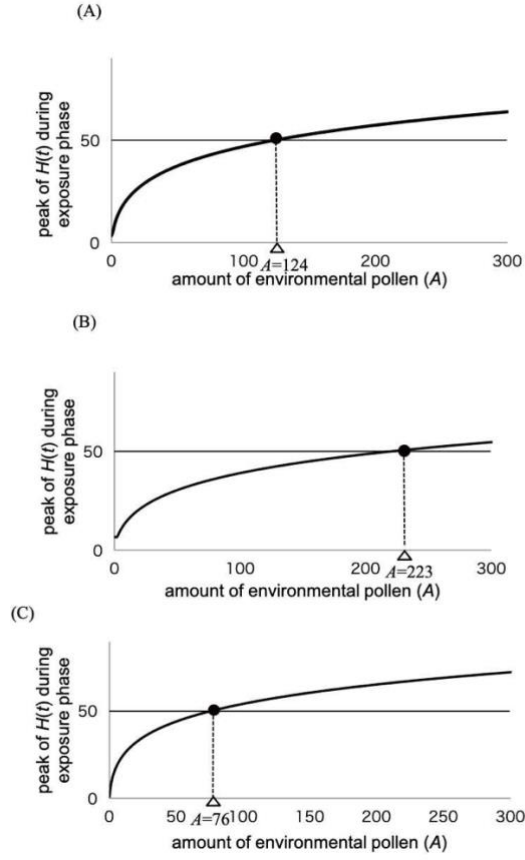 (A)
peak of H(t) during
exposure phase
50
0
0 100 200 300
A=124
amount of environmental pollen (A)
(B)
peak of H(t) during
exposure phase
50
0
0 100 200 300
A=223
amount of environmental pollen (A)
(C)
peak of H(t) during
exposure phase
50
0
0 50 100 150 200 250 300
A=76
amount of environmental pollen (A)